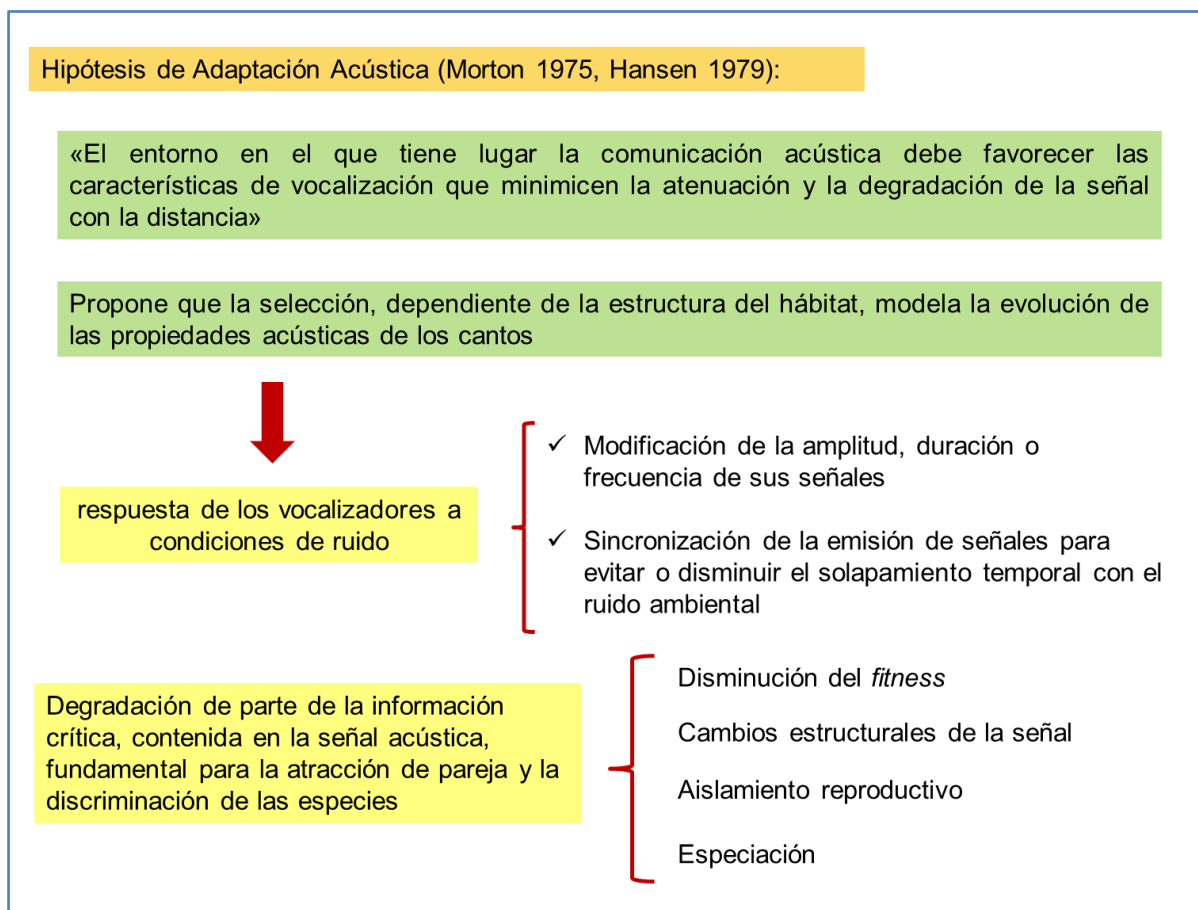 Hipótesis de Adaptación Acústica (Morton 1975, Hansen 1979):
«El entorno en el que tiene lugar la comunicación acústica debe favorecer las
características de vocalización que minimicen la atenuación y la degradación de la señal
con la distancia»
Propone que la selección, dependiente de la estructura del hábitat, modela la evolución de
las propiedades acústicas de los cantos
respuesta de los vocalizadores a
condiciones de ruido
✓ Modificación de la amplitud, duración o
frecuencia de sus señales
✓ Sincronización de la emisión de señales para
evitar o disminuir el solapamiento temporal con el
ruido ambiental
Degradación de parte de la información
crítica, contenida en la señal acústica,
fundamental para la atracción de pareja y la
discriminación de las especies
Disminución del fitness
Cambios estructurales de la señal
Aislamiento reproductivo
Especiación